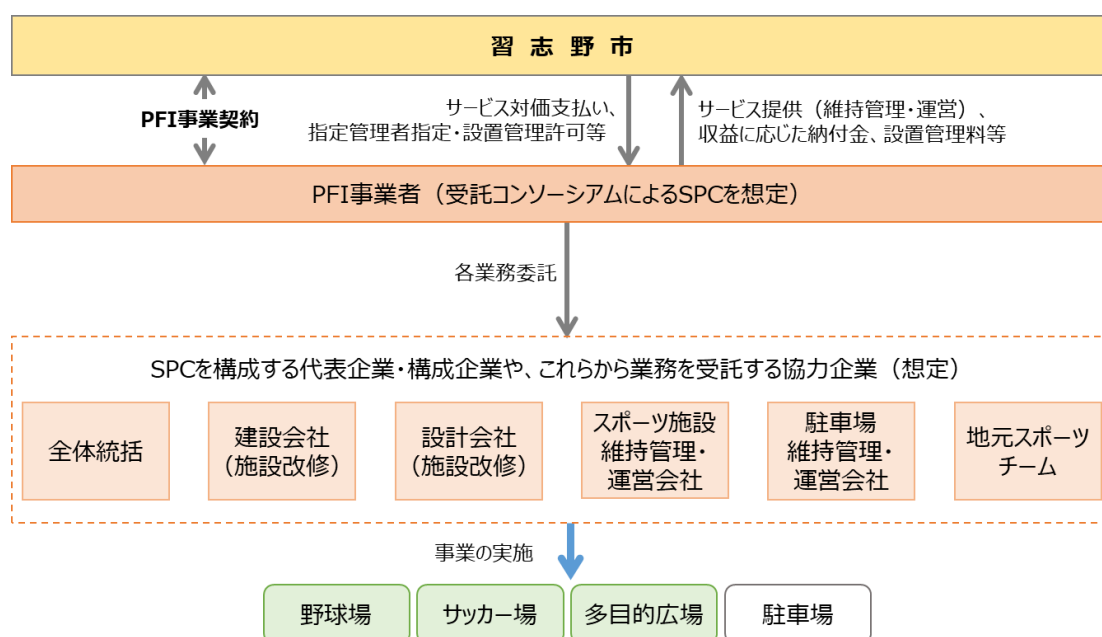 習 志 野 市
PFI事業契約
サービス対価支払い、
指定管理者指定・設置管理許可等
サービス提供（維持管理・運営）、
収益に応じた納付金、設置管理料等
PFI事業者（受託コンソーシアムによるSPCを想定）
各業務委託
SPCを構成する代表企業・構成企業や、これらから業務を受託する協力企業（想定）
全体統括
建設会社
（施設改修）
設計会社
（施設改修）
スポーツ施設
維持管理・
運営会社
駐車場
維持管理・
運営会社
地元スポーツ
チーム
事業の実施
野球場
サッカー場
多目的広場
駐車場